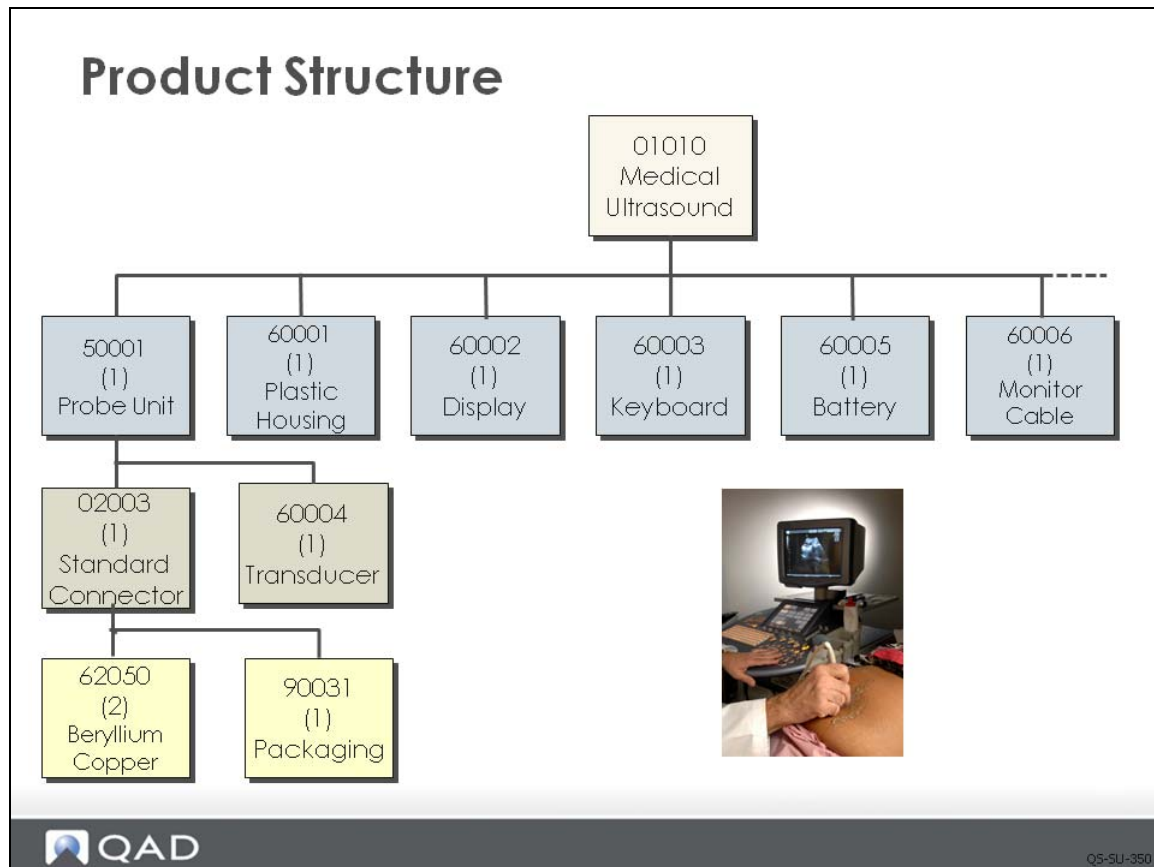 Product Structure
01010
Medical
Ultrasound
50001
(1)
Probe Unit
60001
(1)
Plastic
Housing
60002
(1)
Display
60003
(1)
Keyboard
60005
(1)
Battery
60006
(1)
Monitor
Cable
02003
(1)
Standard
Connector
60004
(1)
Transducer
62050
(2)
Beryllium
Copper
90031
(1)
Packaging
QAD
QS-SU-350